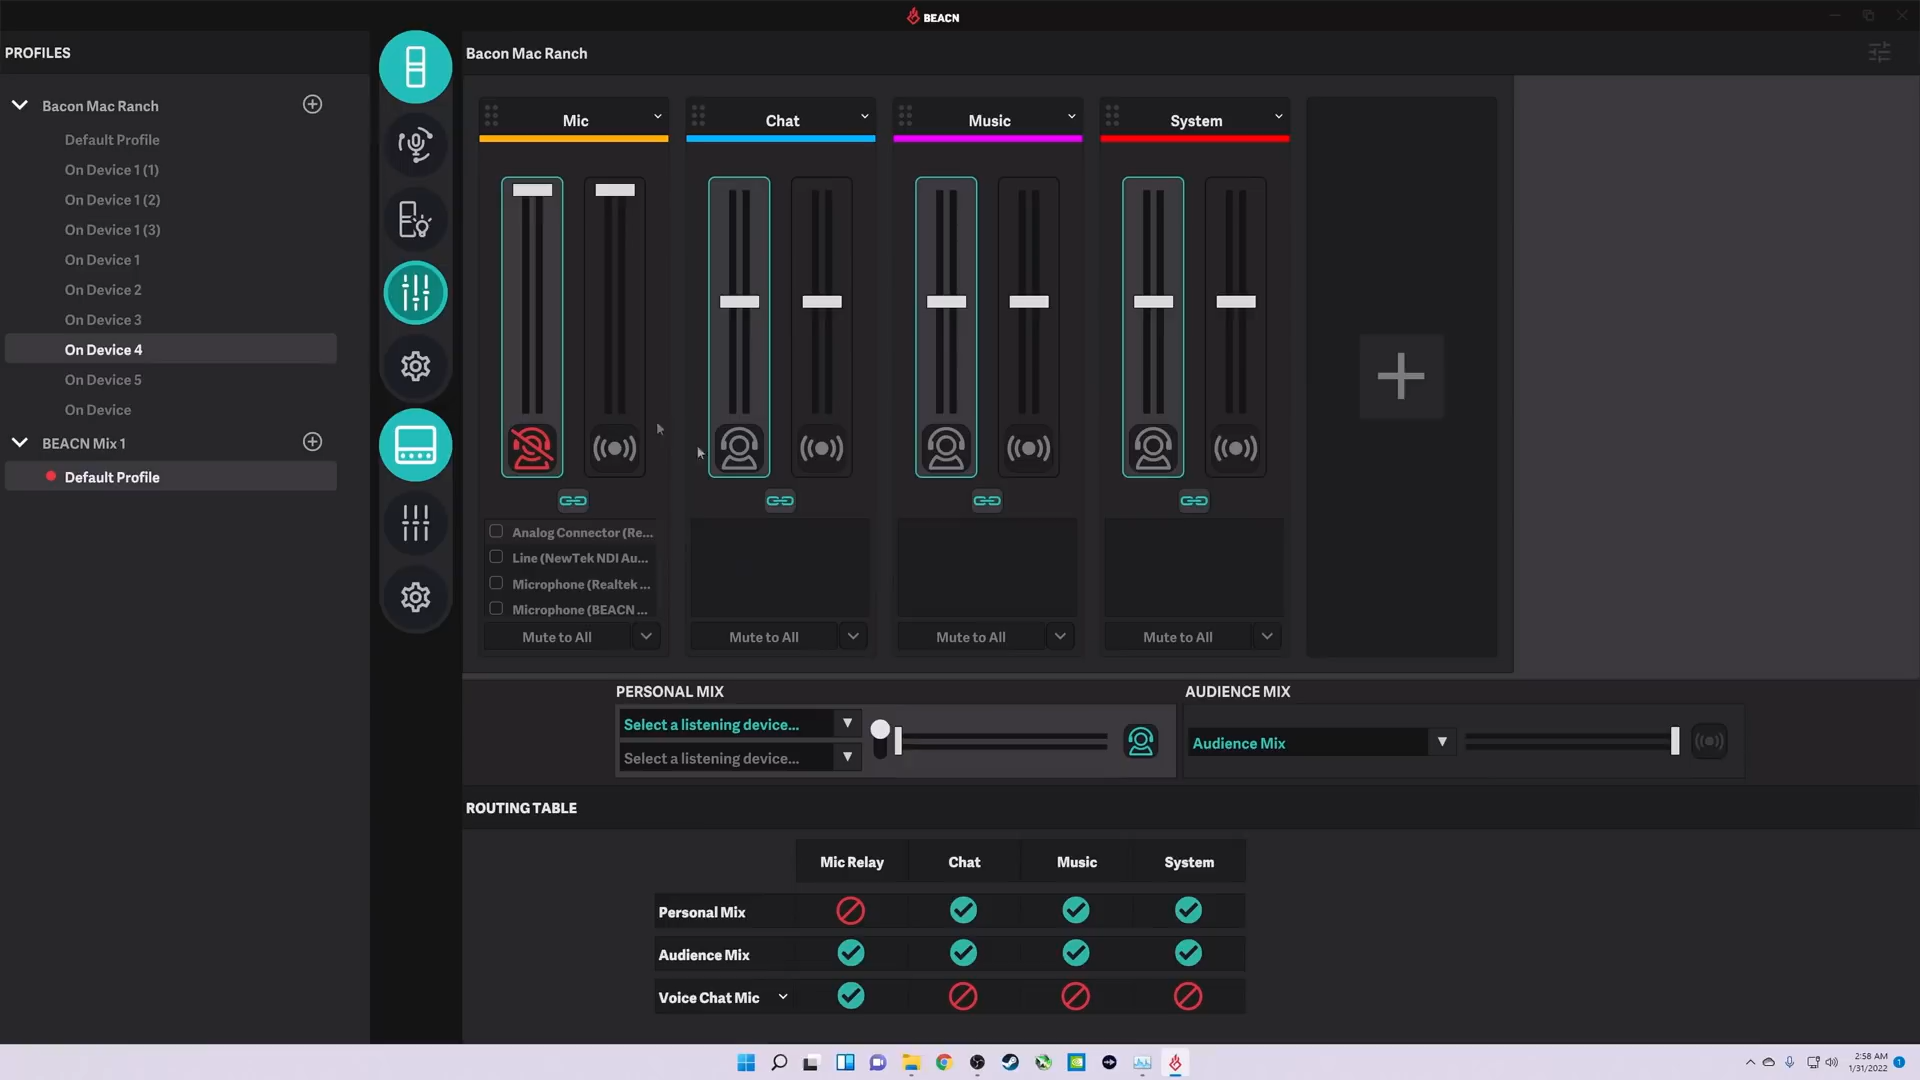 BEACN
PROFILES
Bacon Mac Ranch
Default Profile
On Device 1 (1)
On Device 1 (2)
On Device 1 (3)
On Device 1
On Device 2
On Device 3
On Device 4
On Device 5
On Device
BEACN Mix 1
Default Profile
Bacon Mac Ranch
Mic
Chat
Music
System
Analog Connector (Re...
Line (NewTek NDI Au...
Microphone (Realtek ...
Microphone (BEACN ...
Mute to All
Mute to All
Mute to All
Mute to All
PERSONAL MIX
Select a listening device...
Select a listening device...
AUDIENCE MIX
Audience Mix
ROUTING TABLE
Mic Relay Chat Music System
Personal Mix
Audience Mix
Voice Chat Mic
2:58 AM
1/31/2022
1